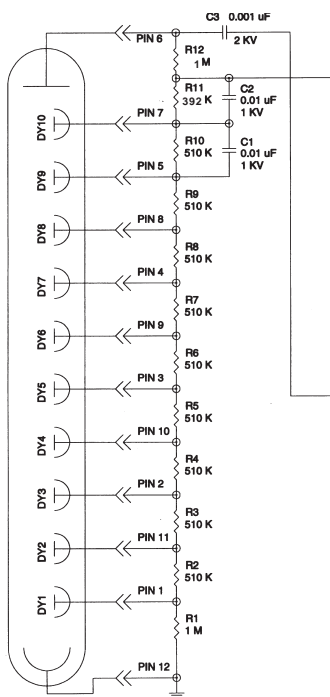 C3 0.001 uF
PIN 6
2 KV
R12
1 M
R11
392 K
C2
0.01 uF
1 KV
DY10
PIN 7
R10
510 K
C1
0.01 uF
1 KV
DY9
PIN 5
R9
510 K
DY8
PIN 8
R8
510 K
DY7
PIN 4
R7
510 K
DY6
PIN 9
R6
510 K
DY5
PIN 3
R5
510 K
DY4
PIN 10
R4
510 K
DY3
PIN 2
R3
510 K
DY2
PIN 11
R2
510 K
DY1
PIN 1
R1
1 M
PIN 12